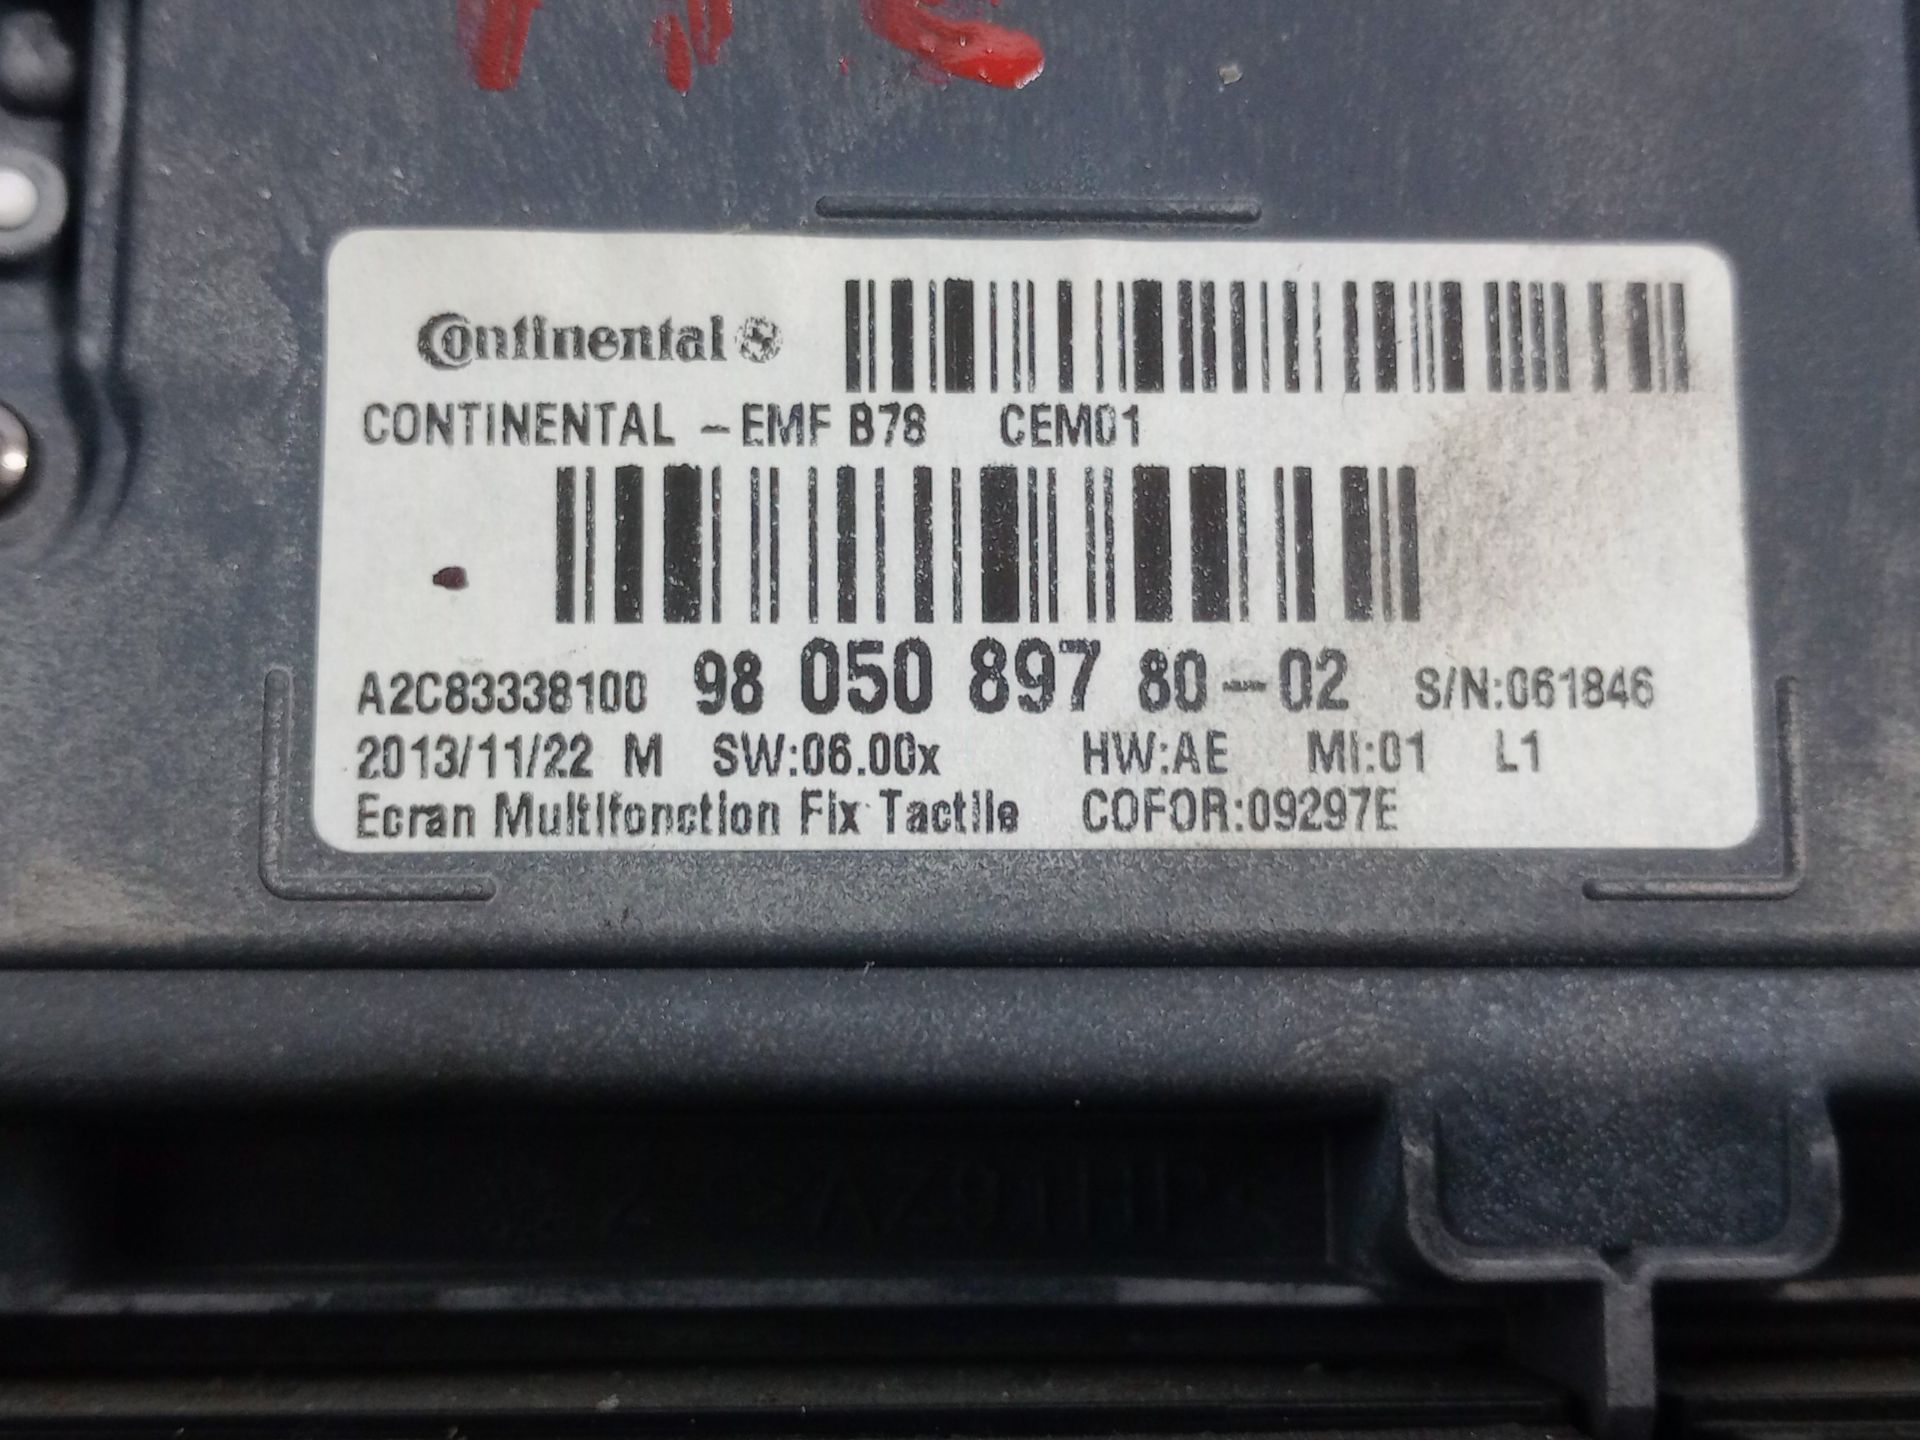 Continental
CONTINENTAL - EMF B78 CEM01
A2C83338100 98 050 897 80-02 S/N:061846
2013/11/22 M SW:06.00x HW:AE MI:01 L1
Ecran Multifonction Fix Tactile COFOR:09297E